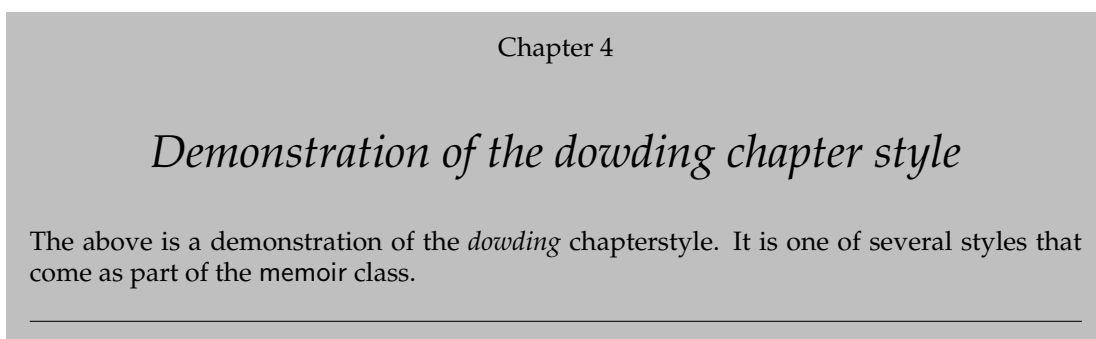 Chapter 4
Demonstration of the dowding chapter style
The above is a demonstration of the dowding chapterstyle. It is one of several styles that
come as part of the memoir class.